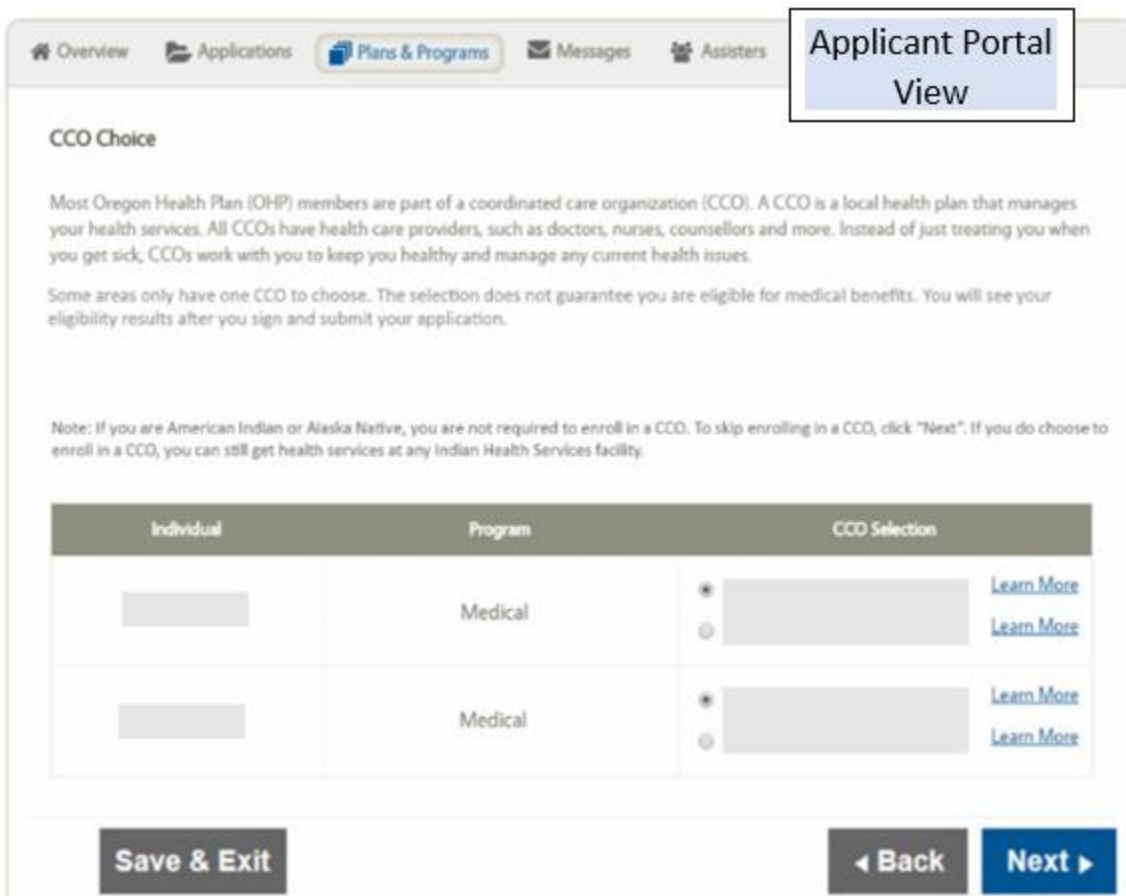 Overview Applications Plans & Programs Messages Assisters
Applicant Portal
View
CCO Choice
Most Oregon Health Plan (OHP) members are part of a coordinated care organization (CCO). A CCO is a local health plan that manages
your health services. All CCOs have health care providers, such as doctors, nurses, counsellors and more. Instead of just treating you when
you get sick, CCOs work with you to keep you healthy and manage any current health issues.
Some areas only have one CCO to choose. The selection does not guarantee you are eligible for medical benefits. You will see your
eligibility results after you sign and submit your application.
Note: If you are American Indian or Alaska Native, you are not required to enroll in a CCO. To skip enrolling in a CCO, click "Next". If you do choose to
enroll in a CCO, you can still get health services at any Indian Health Services facility.
Individual Program CCO Selection
Learn More
Medical
Learn More
Learn More
Medical
Learn More
Save & Exit Back Next